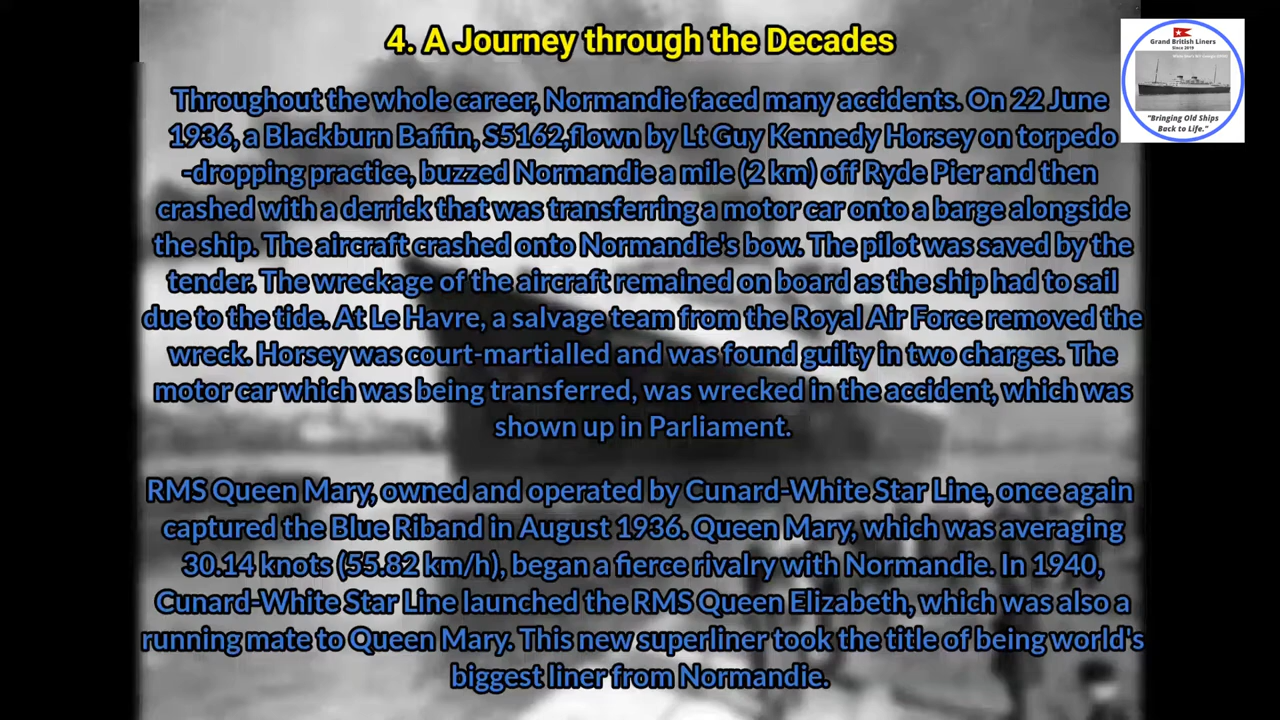 4. A Journey through the Decades
Grand British Liners
Since 2019
"Bringing Old Ships
Back to Life."
Throughout the whole career, Normandie faced many accidents. On 22 June
1936, a Blackburn Baffin, S5162,flown by Lt Guy Kennedy Horsey on torpedo
-dropping practice, buzzed Normandie a mile (2 km) off Ryde Pier and then
crashed with a derrick that was transferring a motor car onto a barge alongside
the ship. The aircraft crashed onto Normandie's bow. The pilot was saved by the
tender. The wreckage of the aircraft remained on board as the ship had to sail
due to the tide. At Le Havre, a salvage team from the Royal Air Force removed the
wreck. Horsey was court-martialled and was found guilty in two charges. The
motor car which was being transferred, was wrecked in the accident, which was
shown up in Parliament.
RMS Queen Mary, owned and operated by Cunard-White Star Line, once again
captured the Blue Riband in August 1936. Queen Mary, which was averaging
30.14 knots (55.82 km/h), began a fierce rivalry with Normandie. In 1940,
Cunard-White Star Line launched the RMS Queen Elizabeth, which was also a
running mate to Queen Mary. This new superliner took the title of being world's
biggest liner from Normandie.